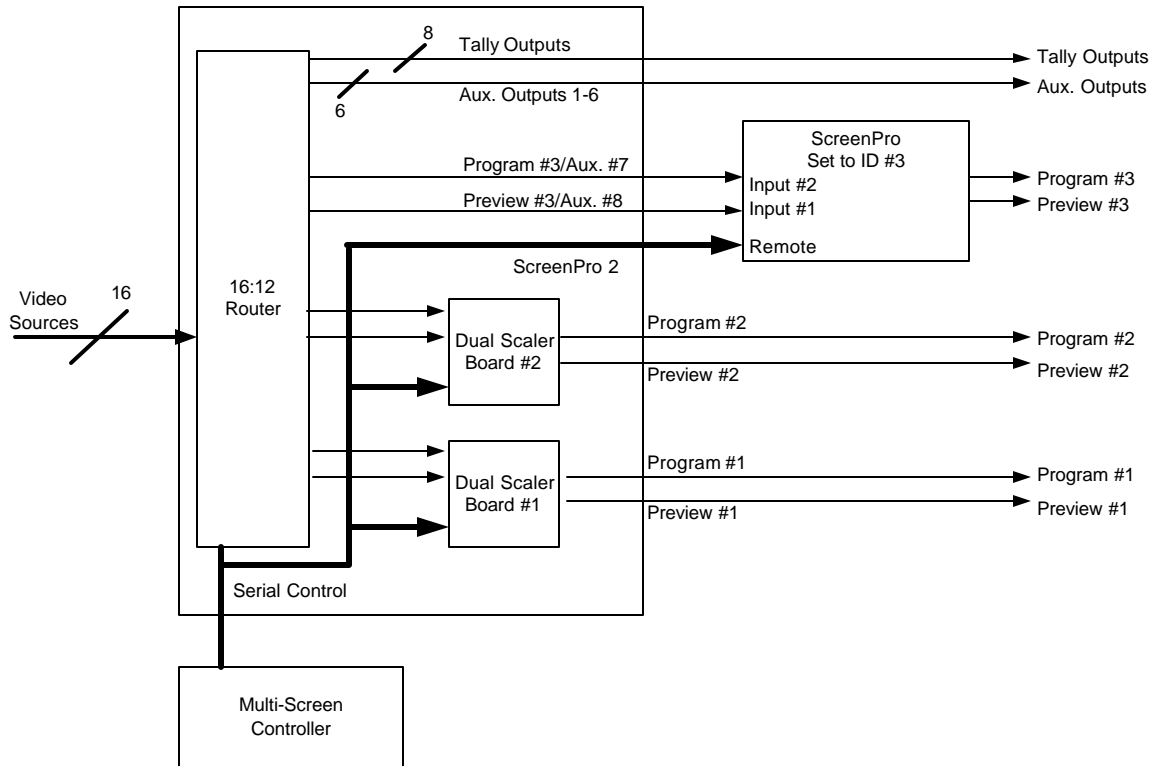 8
Tally Outputs
Tally Outputs
6
Aux. Outputs 1-6
Aux. Outputs
ScreenPro
Set to ID #3
Program #3/Aux. #7
Input #2
Program #3
Preview #3/Aux. #8
Input #1
Preview #3
Remote
ScreenPro 2
16:12
Router
Video
Sources
16
Dual Scaler
Board #2
Program #2
Program #2
Preview #2
Preview #2
Dual Scaler
Board #1
Program #1
Program #1
Preview #1
Preview #1
Serial Control
Multi-Screen
Controller